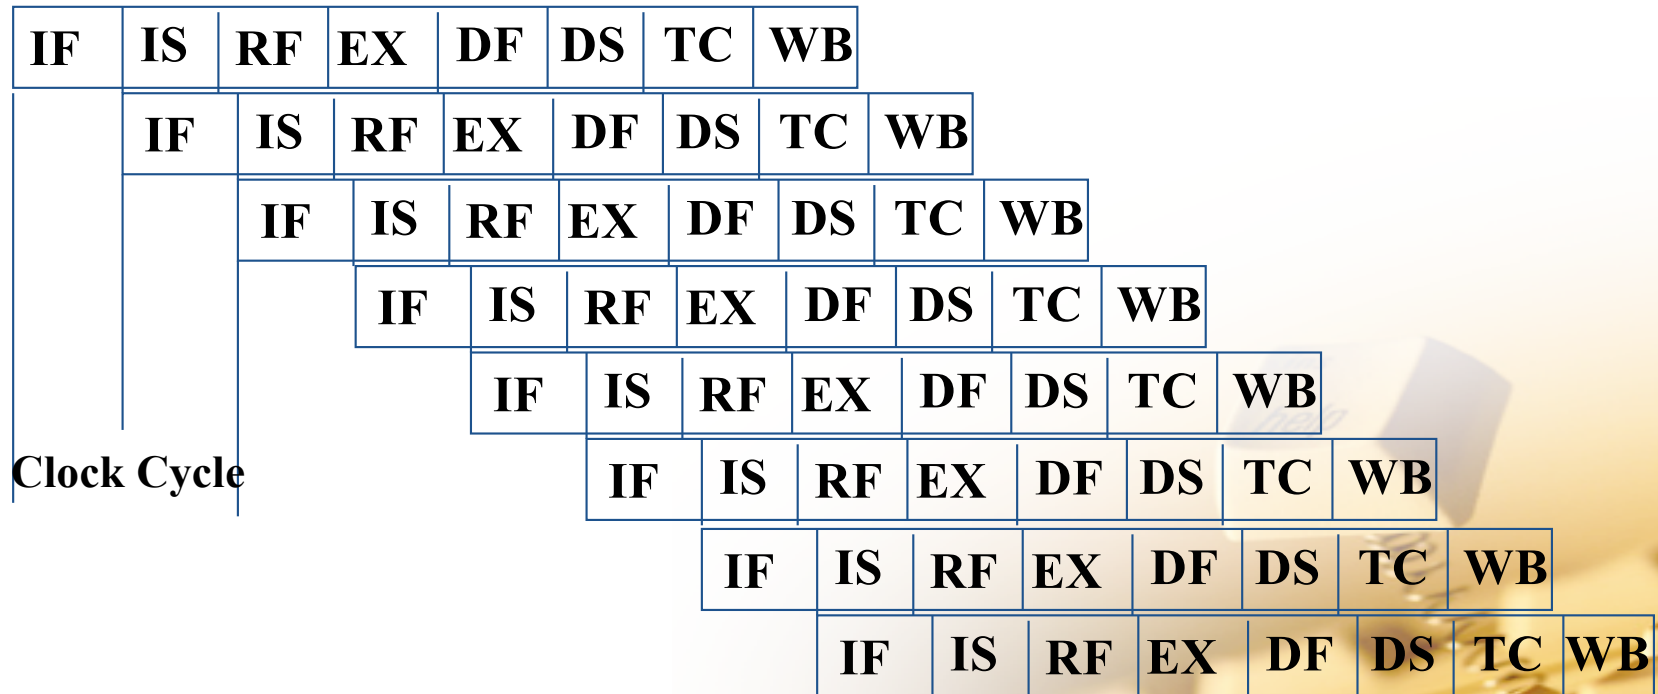 IF IS RF EX DF DS TC WB
IF IS RF EX DF DS TC WB
IF IS RF EX DF DS TC WB
IF IS RF EX DF DS TC WB
IF IS RF EX DF DS TC WB
Clock Cycle IF IS RF EX DF DS TC WB
IF IS RF EX DF DS TC WB
IF IS RF EX DF DS TC WB
help